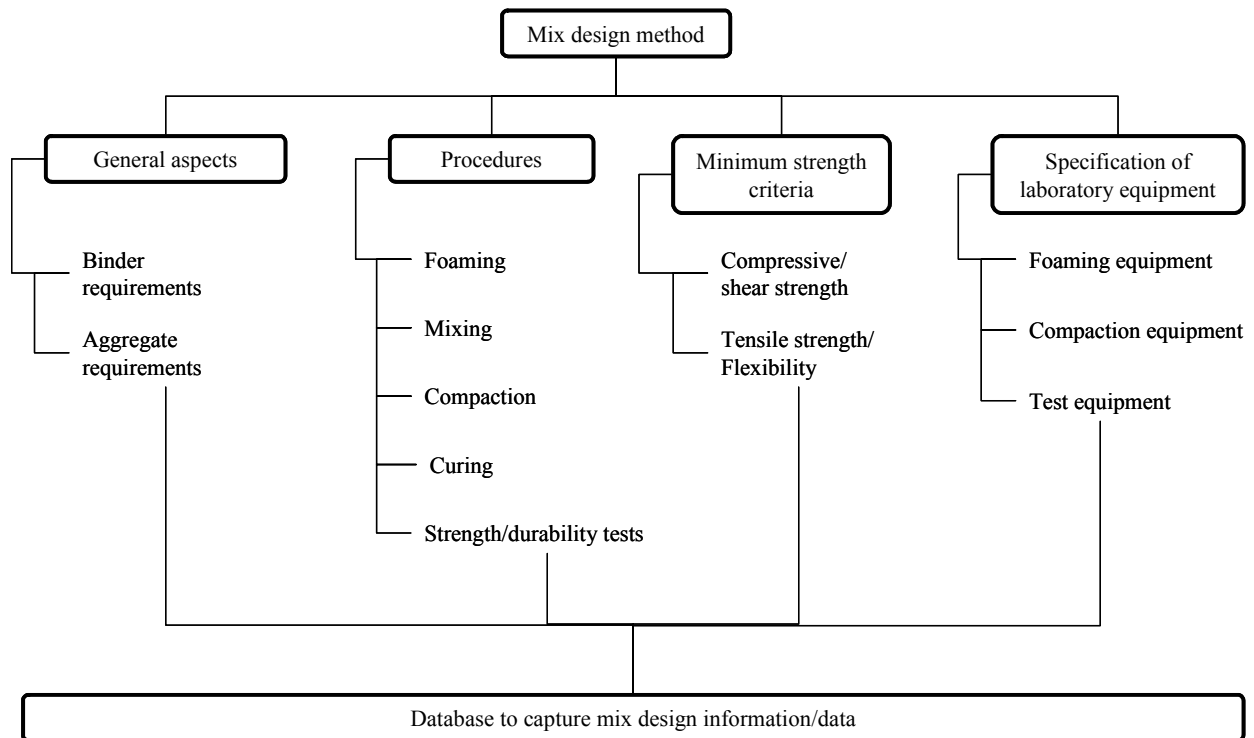 Mix design method
General aspects
Binder
requirements
Aggregate
requirements
Procedures
Foaming
Mixing
Compaction
Curing
Strength/durability tests
Minimum strength
criteria
Compressive/
shear strength
Tensile strength/
Flexibility
Specification of
laboratory equipment
Foaming equipment
Compaction equipment
Test equipment
Database to capture mix design information/data